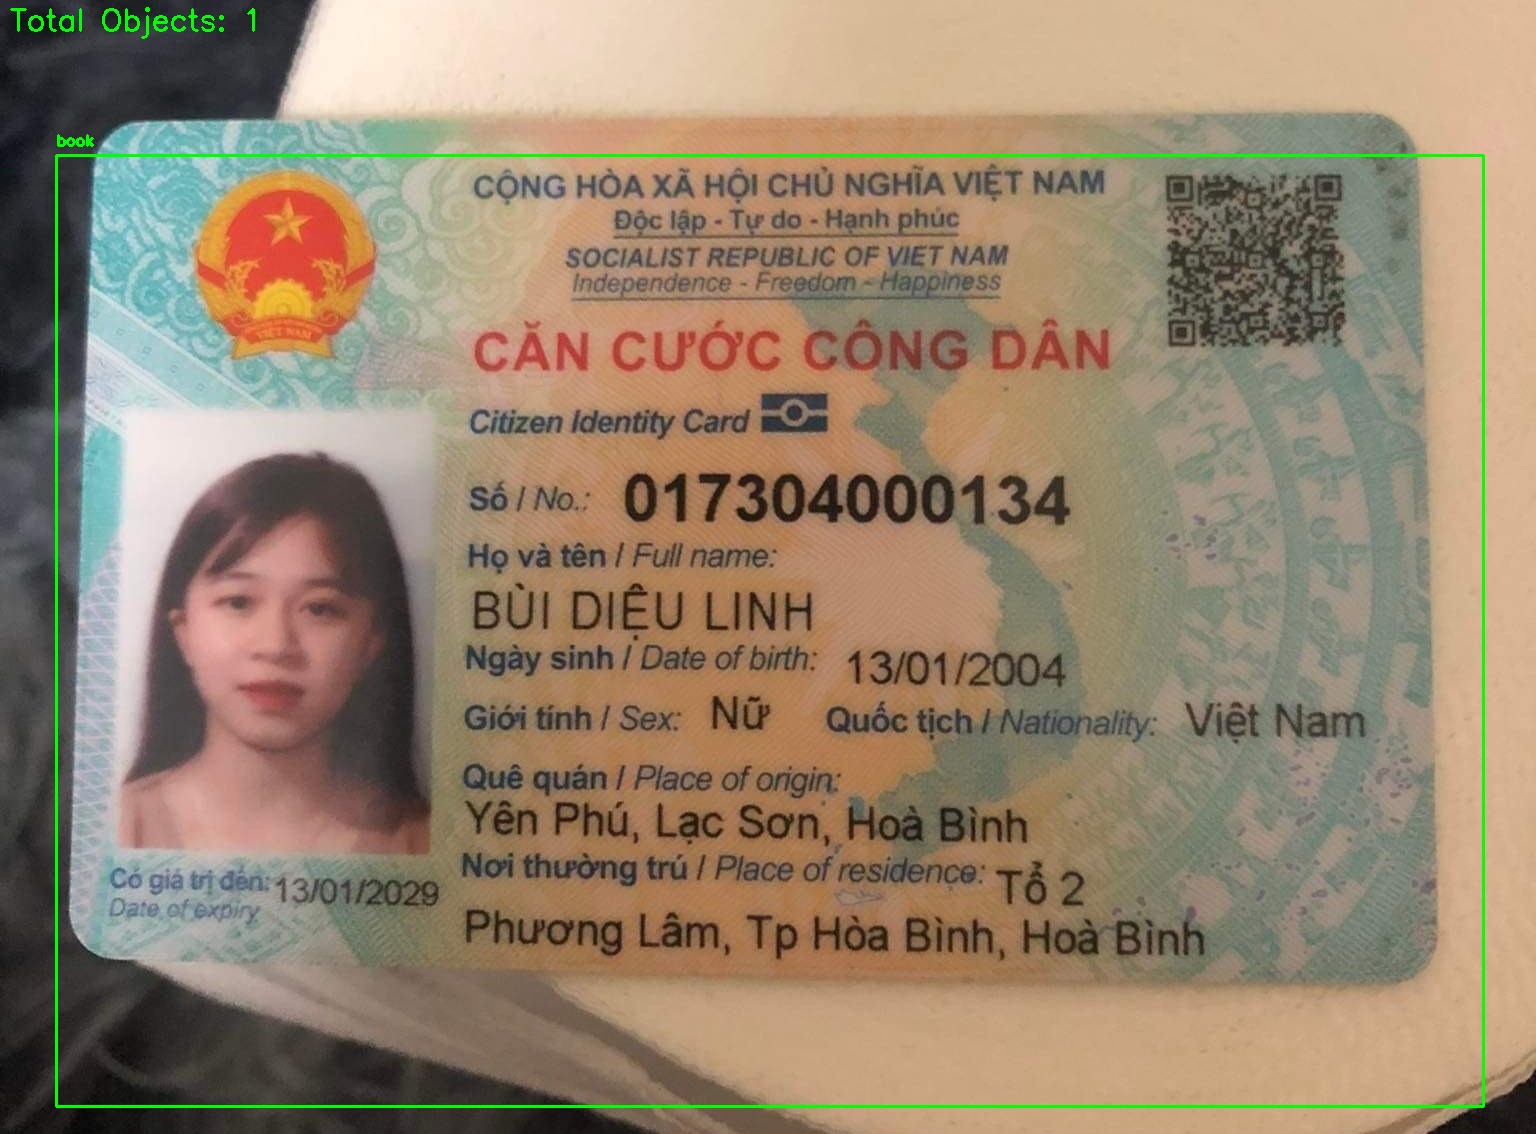 Total Objects: 1
book
CỘNG HÒA XÃ HỘI CHỦ NGHĨA VIỆT NAM
Độc lập - Tự do - Hạnh phúc
SOCIALIST REPUBLIC OF VIET NAM
Independence - Freedom - Happiness
VIỆT NAM
CĂN CƯỚC CÔNG DÂN
Citizen Identity Card
Số / No.: 017304000134
Họ và tên / Full name:
BÙI DIỆU LINH
Ngày sinh / Date of birth: 13/01/2004
Giới tính / Sex: Nữ Quốc tịch / Nationality: Việt Nam
Quê quán / Place of origin:
Yên Phú, Lạc Sơn, Hoà Bình
Nơi thường trú / Place of residence: Tổ 2
Phương Lâm, Tp Hòa Bình, Hoà Bình
Có giá trị đến: 13/01/2029
Date of expiry